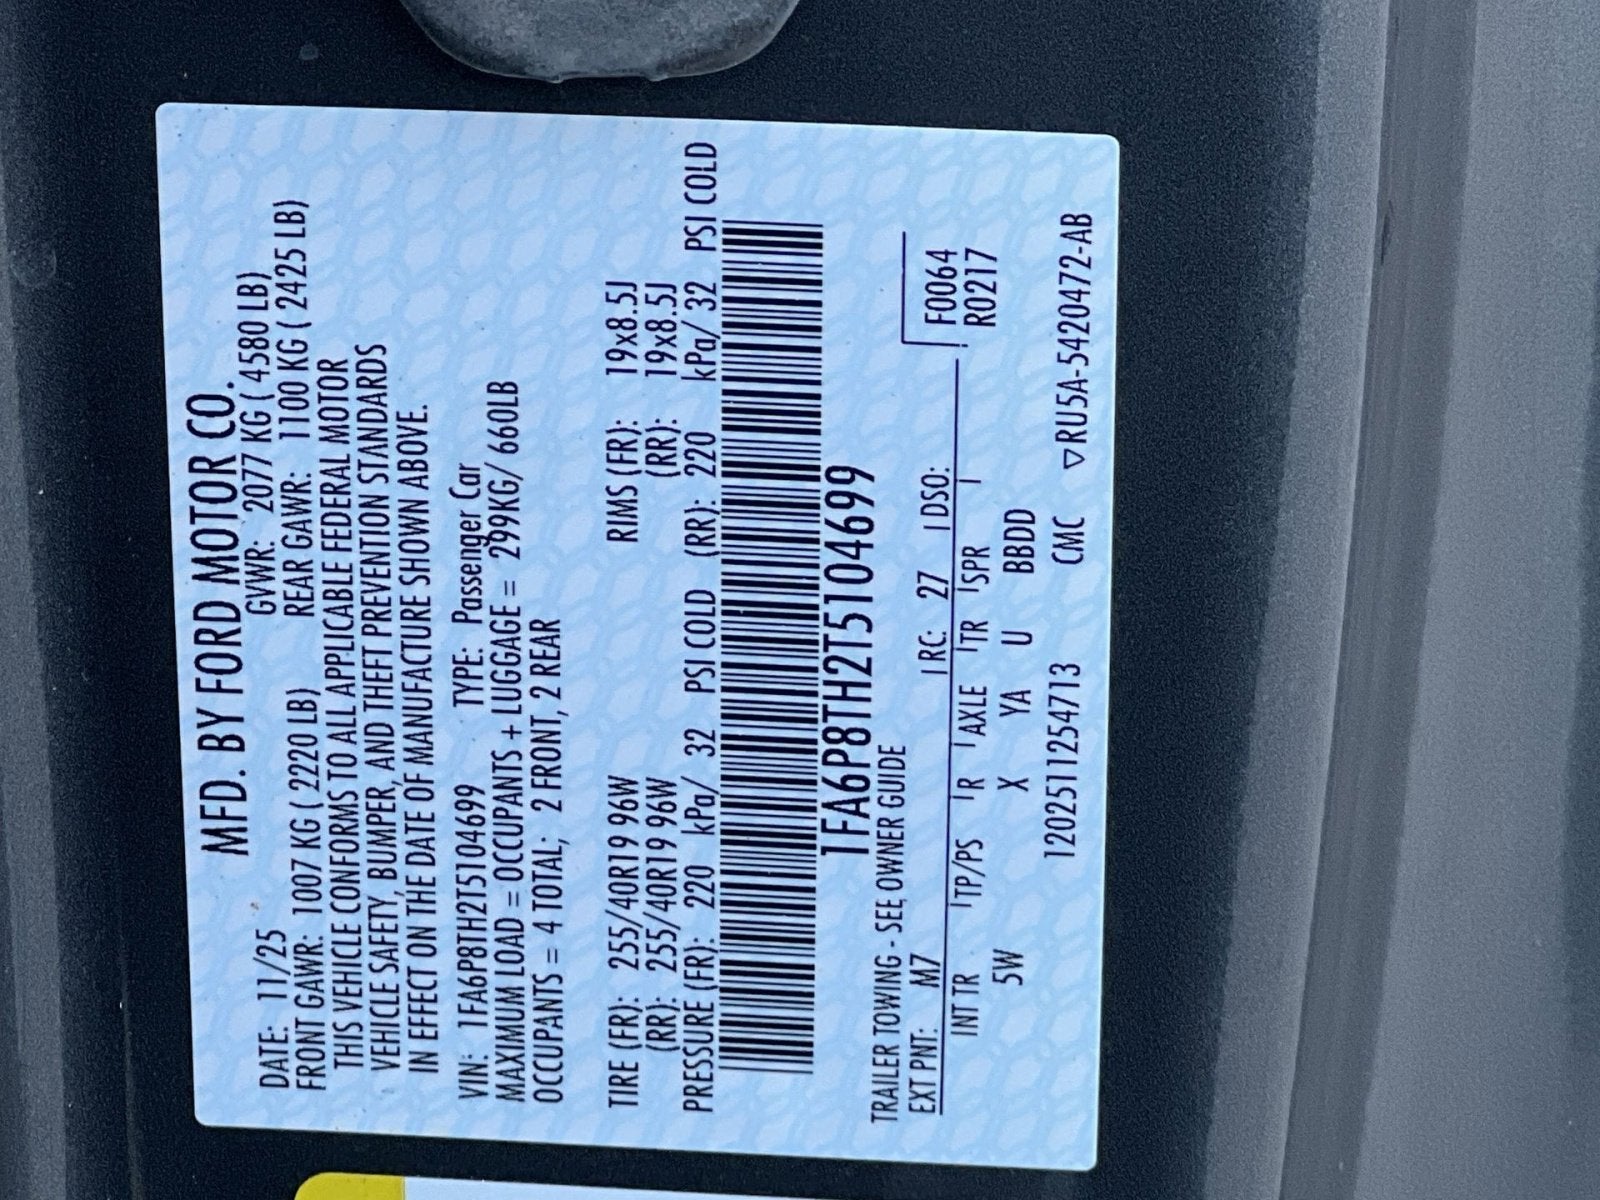 MFD. BY FORD MOTOR CO.
DATE: 11/25 GVWR: 2077 KG ( 4580 LB)
FRONT GAWR: 1007 KG ( 2220 LB) REAR GAWR: 1100 KG ( 2425 LB)
THIS VEHICLE CONFORMS TO ALL APPLICABLE FEDERAL MOTOR
VEHICLE SAFETY, BUMPER, AND THEFT PREVENTION STANDARDS
IN EFFECT ON THE DATE OF MANUFACTURE SHOWN ABOVE.
VIN: 1FA6P8TH2T5104699 TYPE: Passenger Car
MAXIMUM LOAD = OCCUPANTS + LUGGAGE = 299KG/ 660LB
OCCUPANTS = 4 TOTAL; 2 FRONT, 2 REAR
TIRE (FR): 255/40R19 96W RIMS (FR): 19x8.5J
(RR): 255/40R19 96W (RR): 19x8.5J
PRESSURE (FR): 220 kPa/ 32 PSI COLD (RR): 220 kPa/ 32 PSI COLD
1FA6P8TH2T5104699
TRAILER TOWING - SEE OWNER GUIDE
EXT PNT: M7 RC: 27 DSO: F0064
R0217
INT TR TP/PS R AXLE TR SPR
5W X YA U BBDD
1202511254713 CMC ▽RU5A-5420472-AB